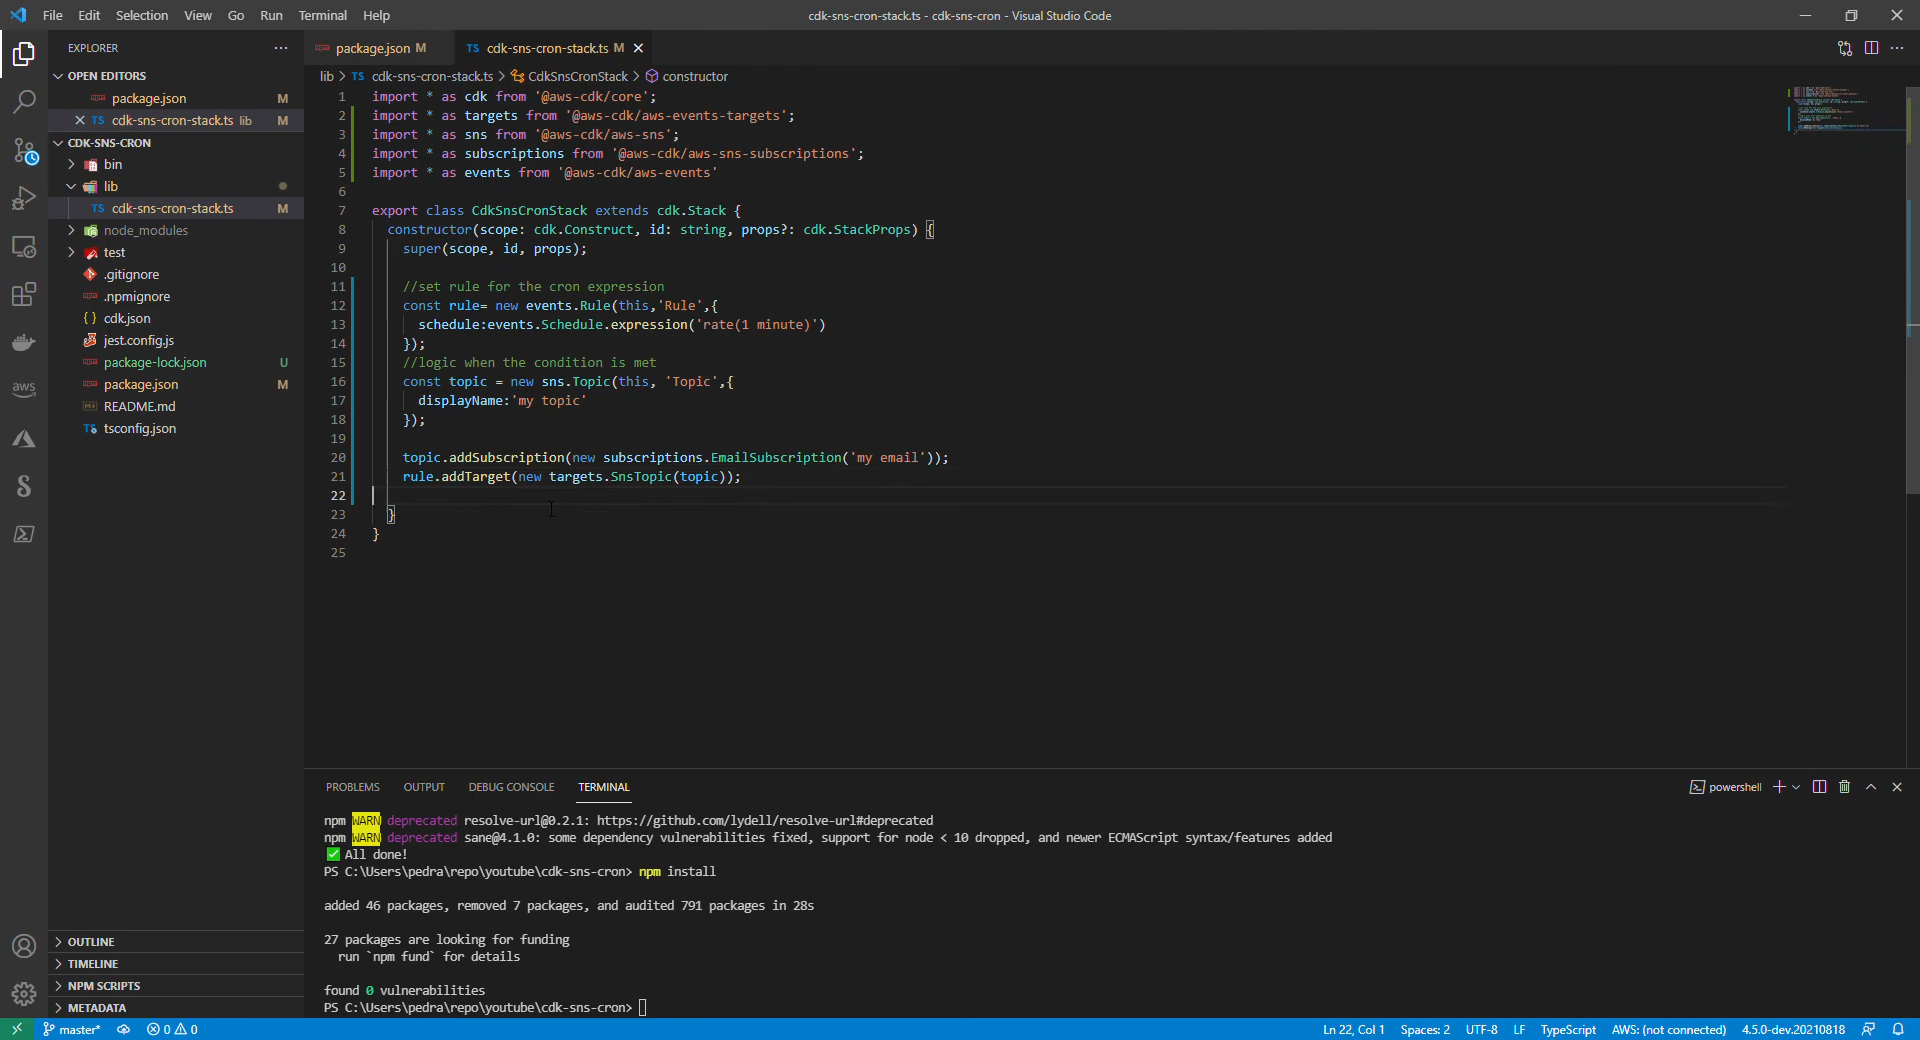 File Edit Selection View Go Run Terminal Help
cdk-sns-cron-stack.ts - cdk-sns-cron - Visual Studio Code
EXPLORER
OPEN EDITORS
package.json M
cdk-sns-cron-stack.ts lib M
CDK-SNS-CRON
bin
lib
TS cdk-sns-cron-stack.ts M
node_modules
test
.gitignore
.npmignore
{ } cdk.json
jest.config.js
package-lock.json U
package.json M
README.md
TS tsconfig.json
OUTLINE
TIMELINE
NPM SCRIPTS
METADATA
aws
package.json M
TS cdk-sns-cron-stack.ts M
lib > TS cdk-sns-cron-stack.ts > CdkSnsCronStack > constructor
1 import * as cdk from '@aws-cdk/core';
2 import * as targets from '@aws-cdk/aws-events-targets';
3 import * as sns from '@aws-cdk/aws-sns';
4 import * as subscriptions from '@aws-cdk/aws-sns-subscriptions';
5 import * as events from '@aws-cdk/aws-events'
6
7 export class CdkSnsCronStack extends cdk.Stack {
8 constructor(scope: cdk.Construct, id: string, props?: cdk.StackProps) {
9 super(scope, id, props);
10
11 //set rule for the cron expression
12 const rule= new events.Rule(this,'Rule',{
13 schedule:events.Schedule.expression('rate(1 minute)')
14 });
15 //logic when the condition is met
16 const topic = new sns.Topic(this, 'Topic',{
17 displayName:'my topic'
18 });
19
20 topic.addSubscription(new subscriptions.EmailSubscription('my email'));
21 rule.addTarget(new targets.SnsTopic(topic));
22
23 }
24 }
25
PROBLEMS OUTPUT DEBUG CONSOLE TERMINAL
powershell
npm WARN deprecated resolve-url@0.2.1: https://github.com/lydell/resolve-url#deprecated
npm WARN deprecated sane@4.1.0: some dependency vulnerabilities fixed, support for node < 10 dropped, and newer ECMAScript syntax/features added
✅ All done!
PS C:\Users\pedra\repo\youtube\cdk-sns-cron> npm install
added 46 packages, removed 7 packages, and audited 791 packages in 28s
27 packages are looking for funding
run `npm fund` for details
found 0 vulnerabilities
PS C:\Users\pedra\repo\youtube\cdk-sns-cron>
master* 0 0
Ln 22, Col 1 Spaces: 2 UTF-8 LF TypeScript AWS: (not connected) 4.5.0-dev.20210818